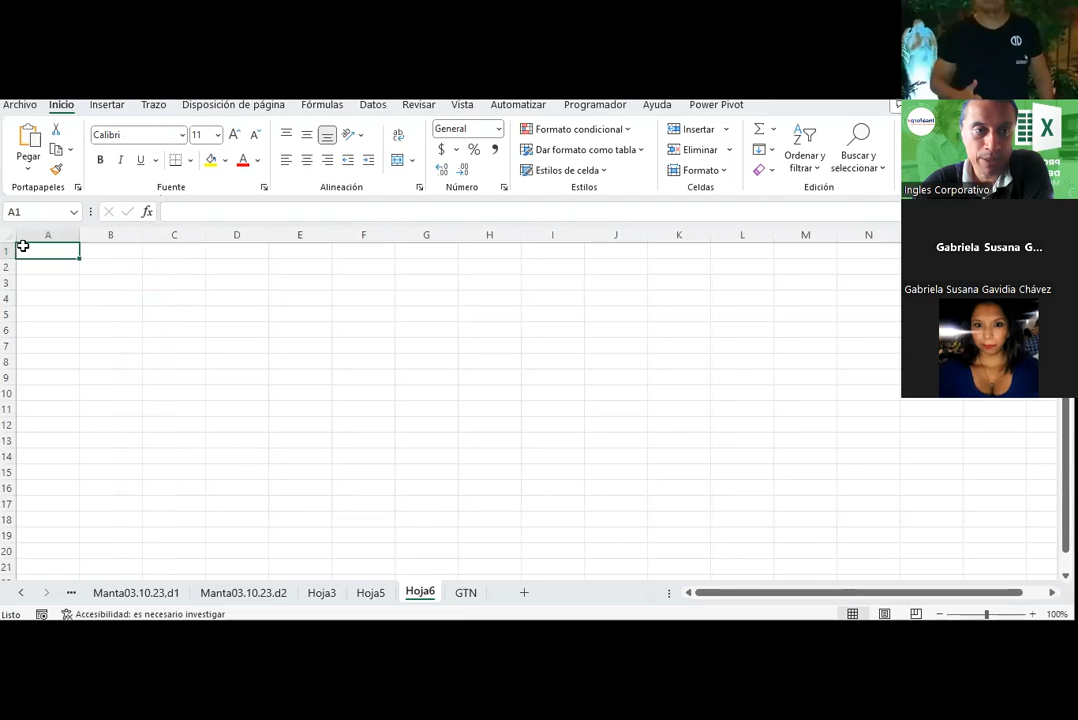 Archivo Inicio Insertar Trazo Disposición de página Fórmulas Datos Revisar Vista Automatizar Programador Ayuda Power Pivot
Pegar
Portapapeles
Calibri 11
Fuente
Alineación
General
Número
Formato condicional
Dar formato como tabla
Estilos de celda
Estilos
Insertar
Eliminar
Formato
Celdas
Ordenar y filtrar
Buscar y seleccionar
Edición
A1
A B C D E F G H I J K L M N
1
2
3
4
5
6
7
8
9
10
11
12
13
14
15
16
17
18
19
20
21
Manta03.10.23,d1 Manta03.10.23.d2 Hoja3 Hoja5 Hoja6 GTN
Listo Accesibilidad: es necesario investigar 100%
Ingles Corporativo
Gabriela Susana G...
Gabriela Susana Gavidia Chávez